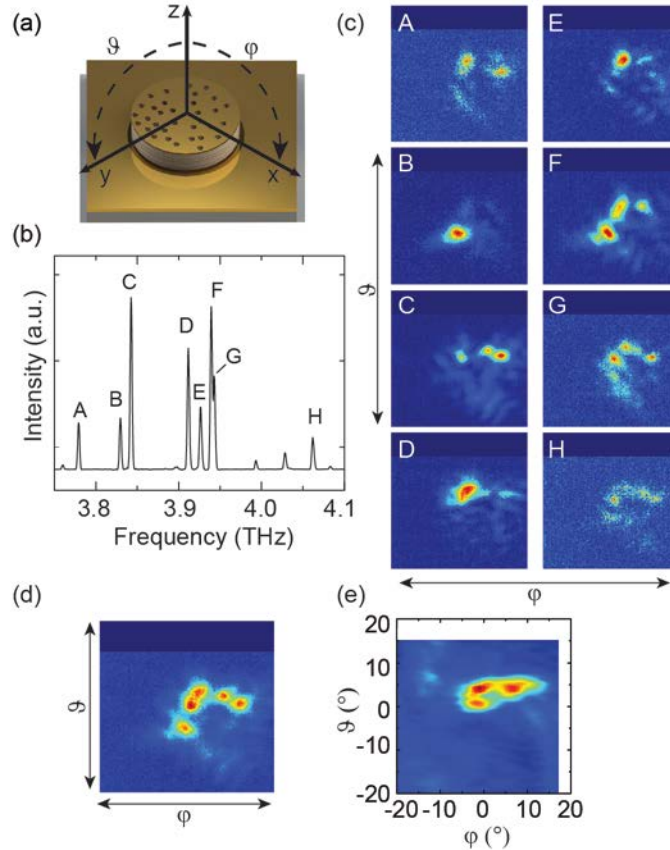 (a)
z
ϑ
φ
y
x
(b)
Intensity (a.u.)
A
B
C
D
E
F
G
H
3.8
3.9
4.0
4.1
Frequency (THz)
(c)
A
E
B
F
C
G
D
H
ϑ
φ
(d)
ϑ
φ
(e)
ϑ (°)
20
10
0
-10
-20
-20
-10
0
10
20
φ (°)